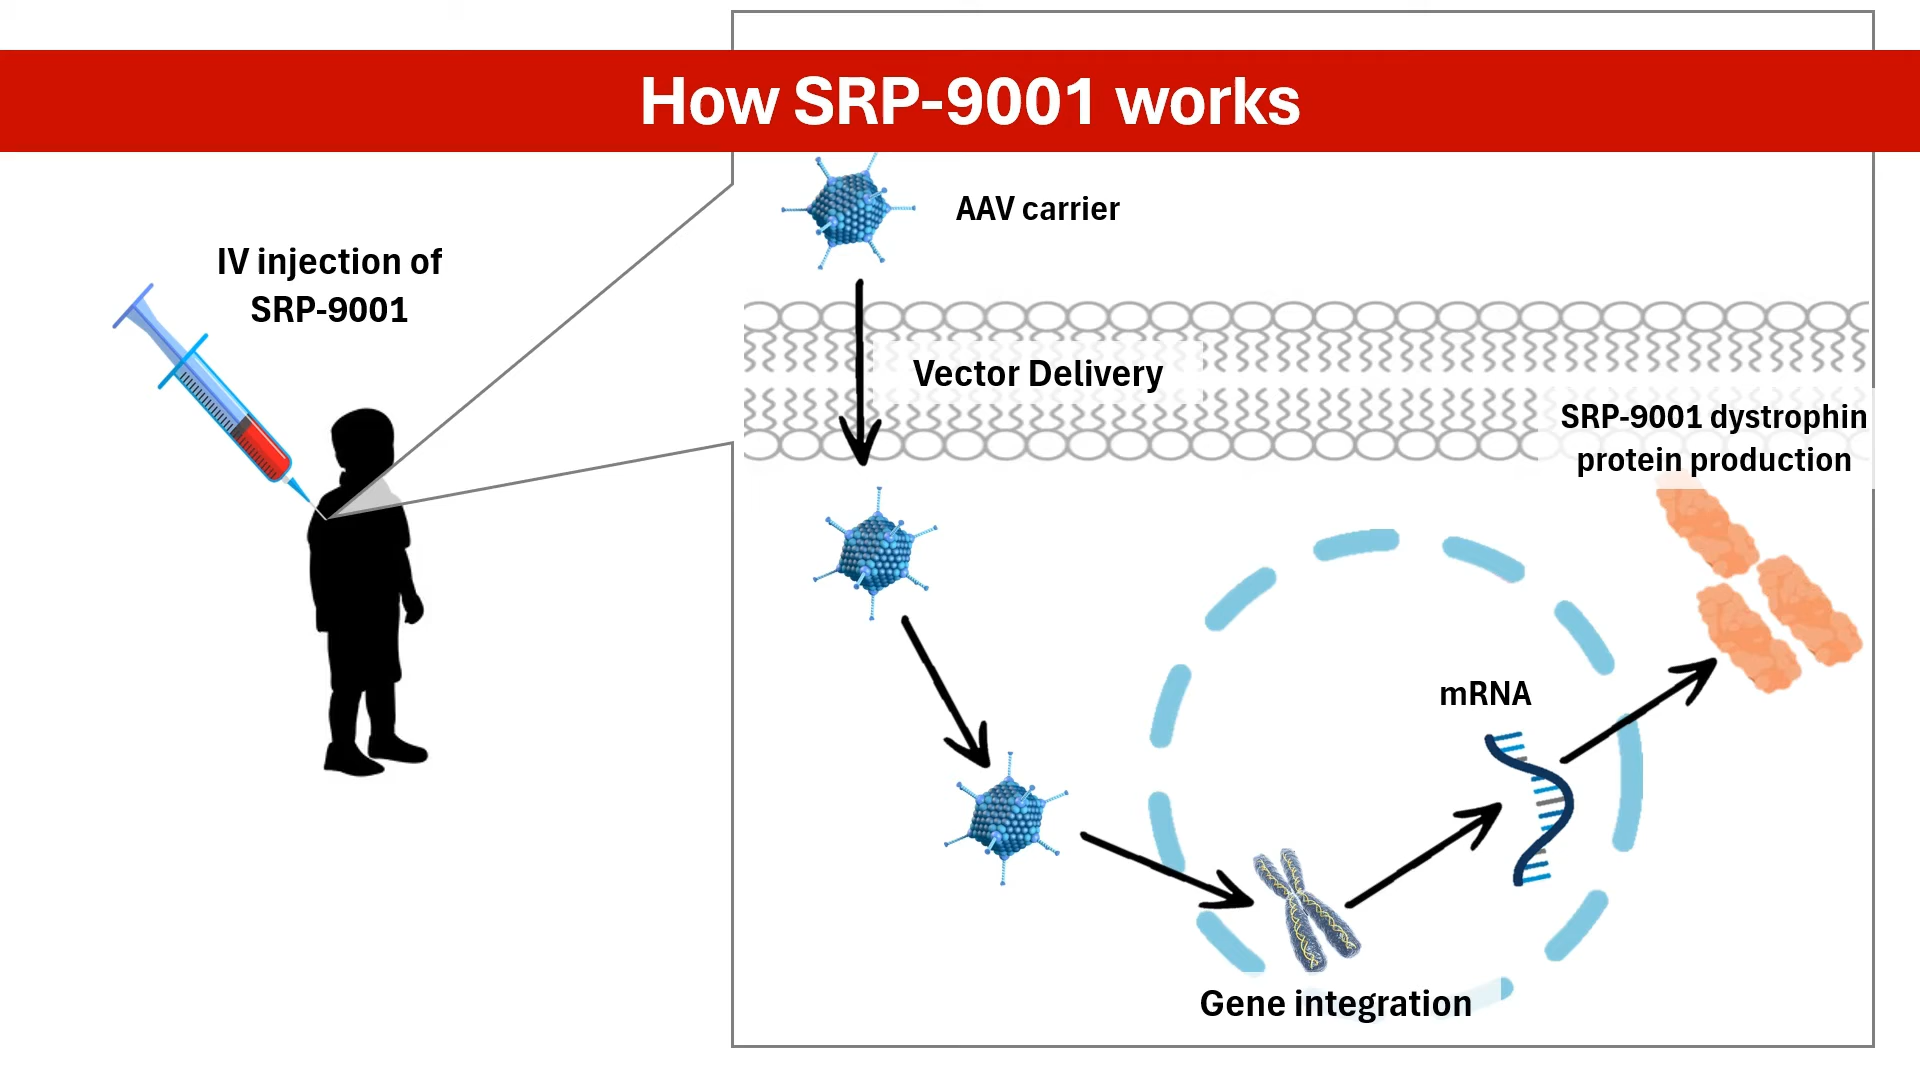 How SRP-9001 works
IV injection of
SRP-9001
AAV carrier
Vector Delivery
SRP-9001 dystrophin
protein production
mRNA
Gene integration